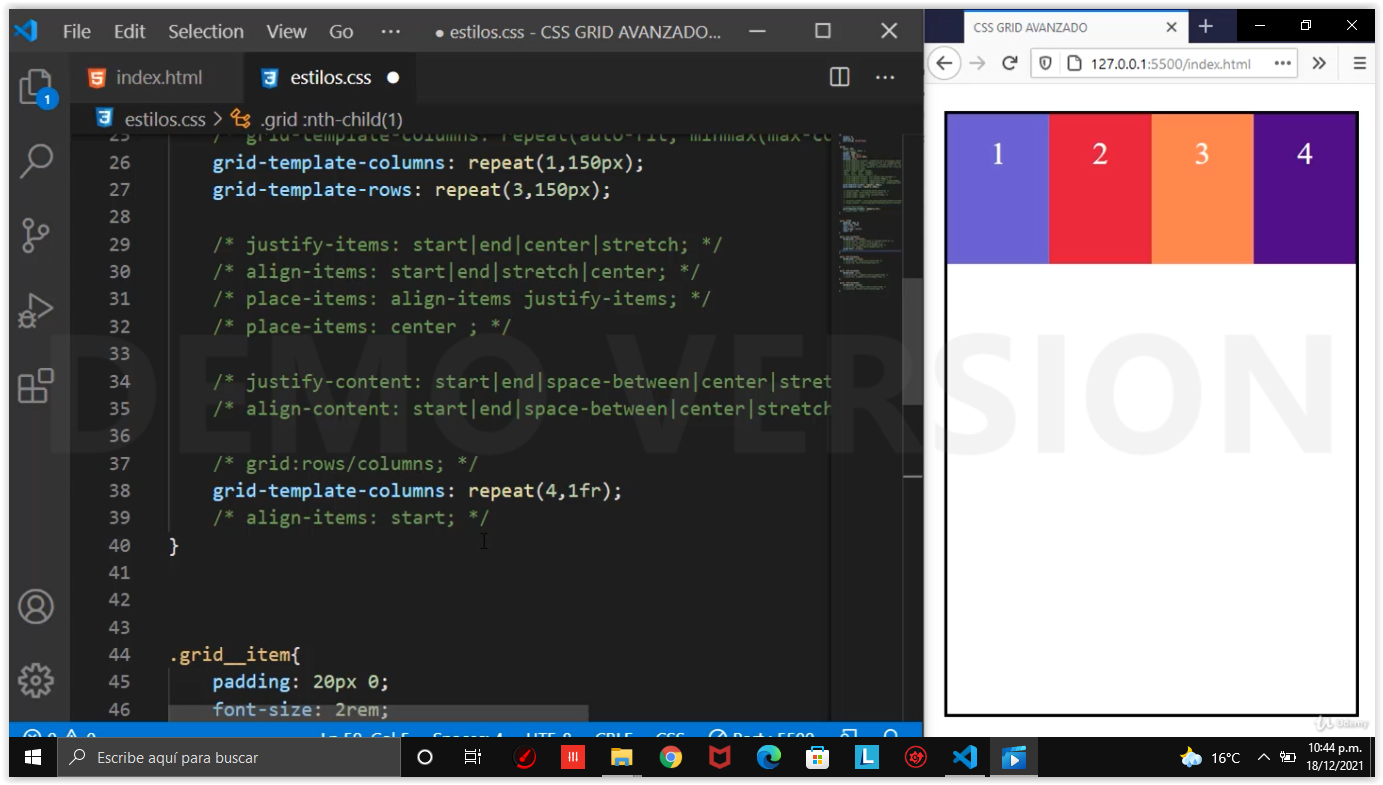 File Edit Selection View Go ··· ● estilos.css - CSS GRID AVANZADO...
index.html estilos.css ●
estilos.css > .grid :nth-child(1)
25 /* grid-template-columns: repeat(auto-fit, minmax(max-co
26 grid-template-columns: repeat(1,150px);
27 grid-template-rows: repeat(3,150px);
28
29 /* justify-items: start|end|center|stretch; */
30 /* align-items: start|end|stretch|center; */
31 /* place-items: align-items justify-items; */
32 /* place-items: center ; */
33
34 /* justify-content: start|end|space-between|center|stret
35 /* align-content: start|end|space-between|center|stretch
36
37 /* grid:rows/columns; */
38 grid-template-columns: repeat(4,1fr);
39 /* align-items: start; */
40 }
41
42
43
44 .grid__item{
45 padding: 20px 0;
46 font-size: 2rem;
1
CSS GRID AVANZADO
127.0.0.1:5500/index.html
1 2 3 4
DEMO VERSION
Udemy
Escribe aquí para buscar
16°C
10:44 p.m.
18/12/2021